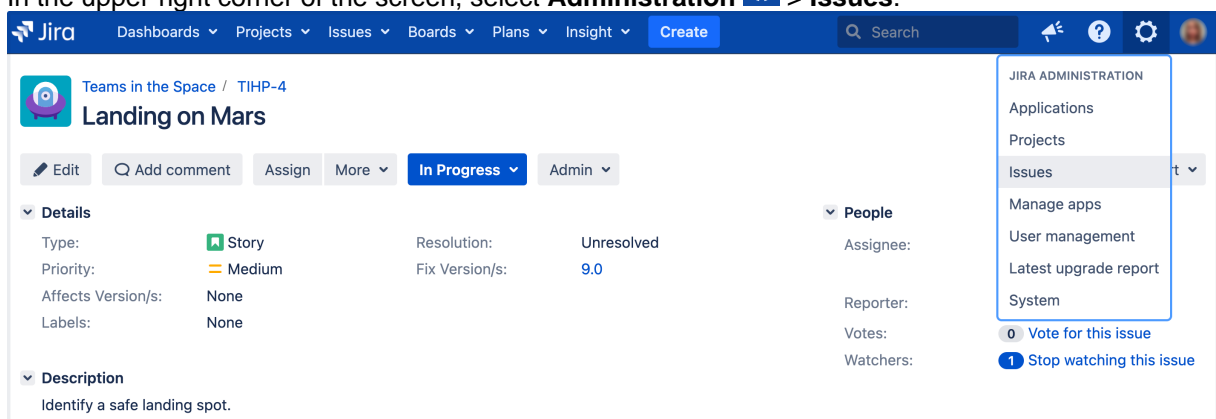 In the upper right corner of the screen, select Administration > Issues.
Jira Dashboards Projects Issues Boards Plans Insight Create Search
JIRA ADMINISTRATION
Applications
Projects
Issues
Manage apps
User management
Latest upgrade report
System
Teams in the Space / TIHP-4
Landing on Mars
Edit Add comment Assign More In Progress Admin
Details
Type: Story
Priority: Medium
Affects Version/s: None
Labels: None
Resolution: Unresolved
Fix Version/s: 9.0
People
Assignee:
Reporter:
Votes: 0 Vote for this issue
Watchers: 1 Stop watching this issue
Description
Identify a safe landing spot.